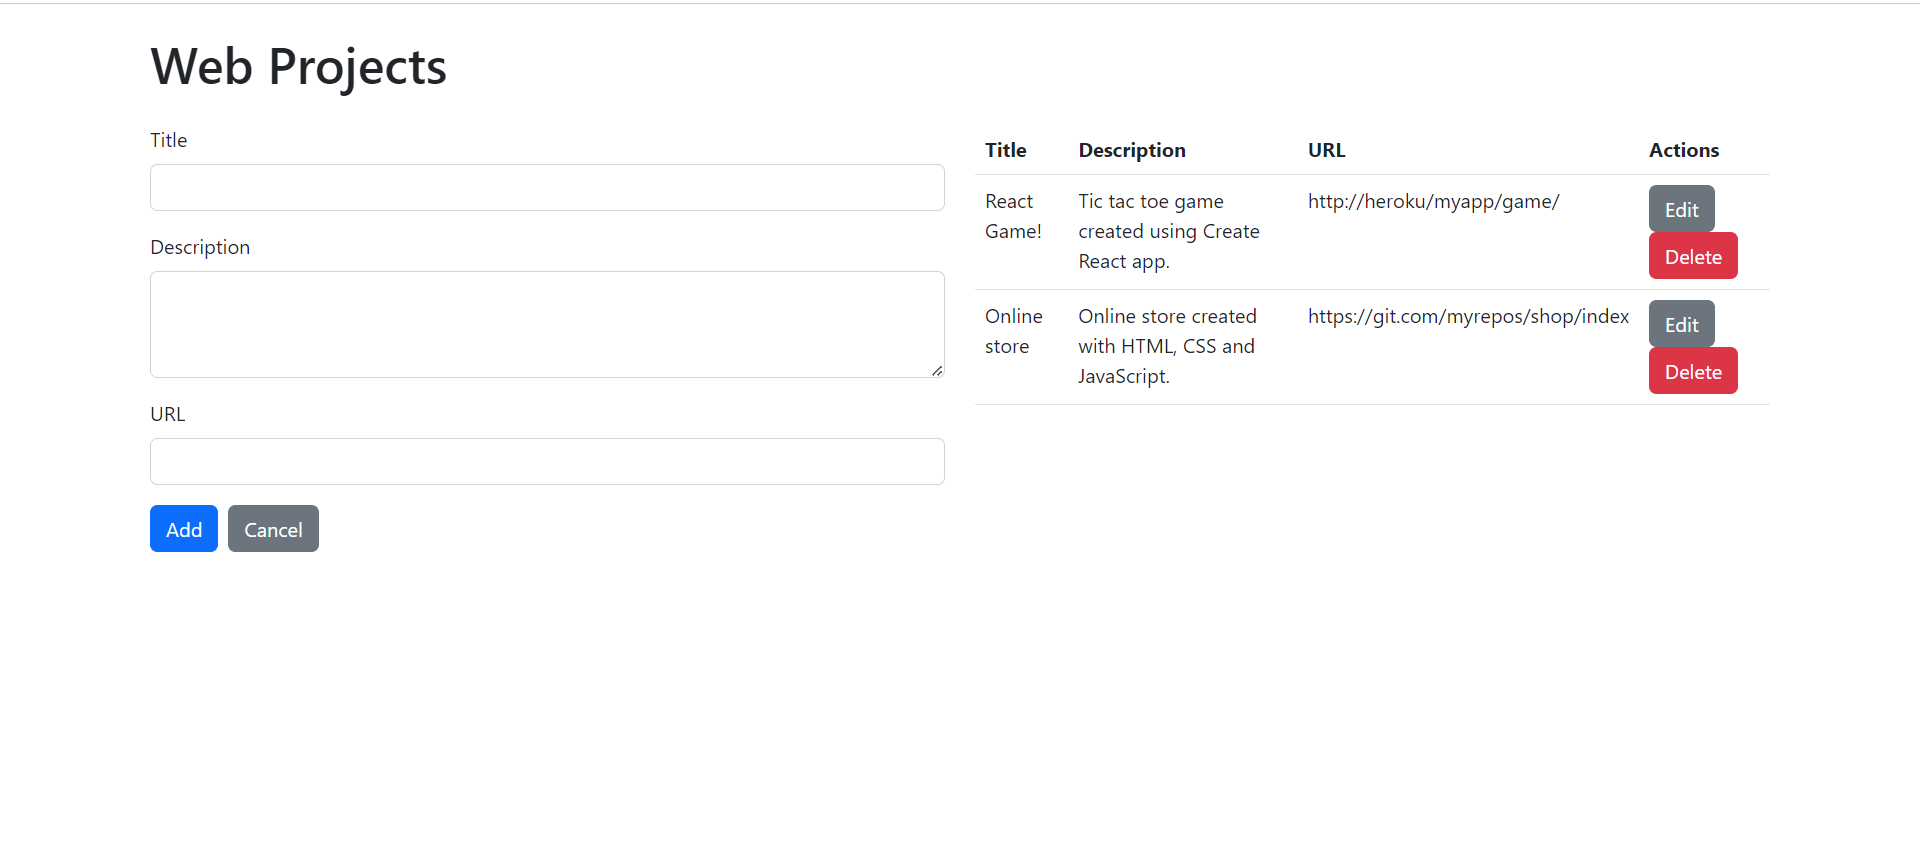 Web Projects
Title
Description
URL
Add Cancel
Title Description URL Actions
React Tic tac toe game http://heroku/myapp/game/ Edit
Game! created using Create
React app. Delete
Online Online store created https://git.com/myrepos/shop/index Edit
store with HTML, CSS and
JavaScript. Delete